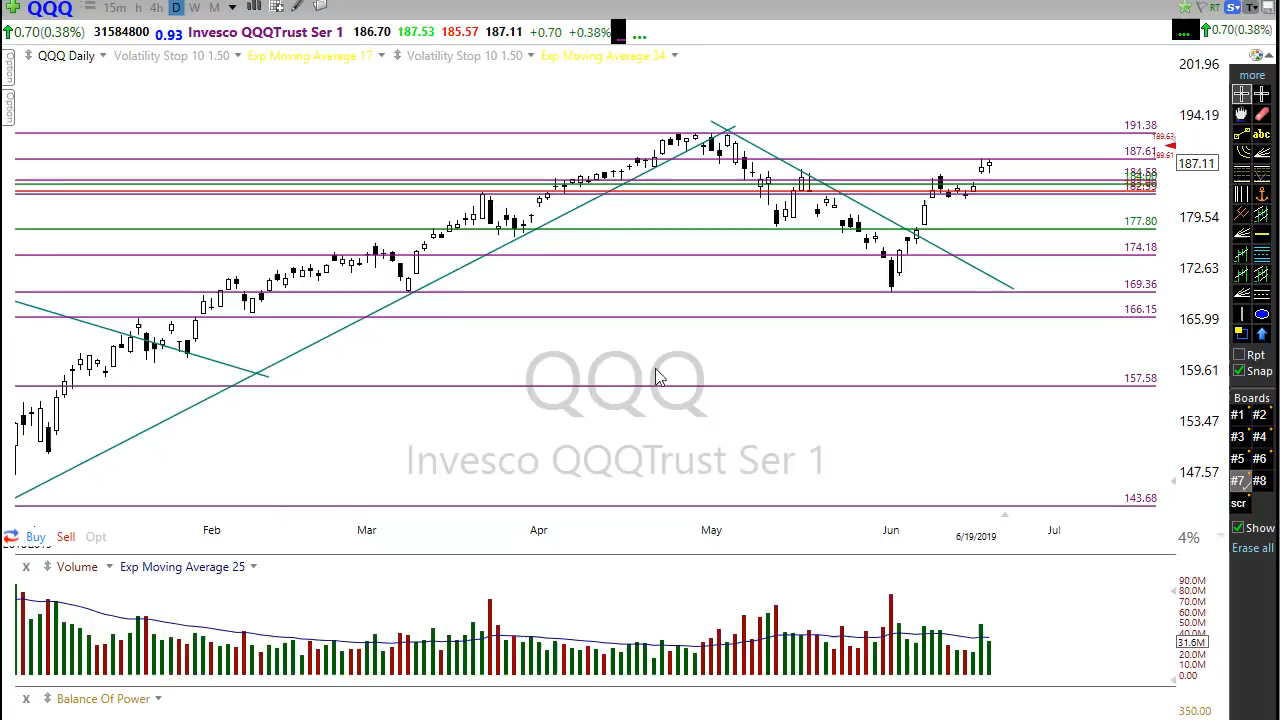 QQQ 15m h 4h D W M RT S T
0.70(0.38%) 31584800 0.93 Invesco QQQTrust Ser 1 186.70 187.53 185.57 187.11 +0.70 +0.38% ... ... 0.70(0.38%)
QQQ Daily Volatility Stop 10 1.50 Exp Moving Average 17 Volatility Stop 10 1.50 Exp Moving Average 34
Option
Option
more
abc
201.96
194.19
187.11
179.54
172.63
165.99
159.61
153.47
147.57
191.38
187.61
184.58
177.80
174.18
169.36
166.15
157.58
143.68
189.61
QQQ
Invesco QQQTrust Ser 1
Rpt
Snap
Boards
#1 #2
#3 #4
#5 #6
#7 #8
scr
Show
Erase all
Feb Mar Apr May Jun 6/19/2019 Jul
Buy Sell Opt
4%
x Volume Exp Moving Average 25
90.0M
80.0M
70.0M
60.0M
50.0M
40.0M
31.6M
20.0M
10.0M
0.00
x Balance Of Power
350.00